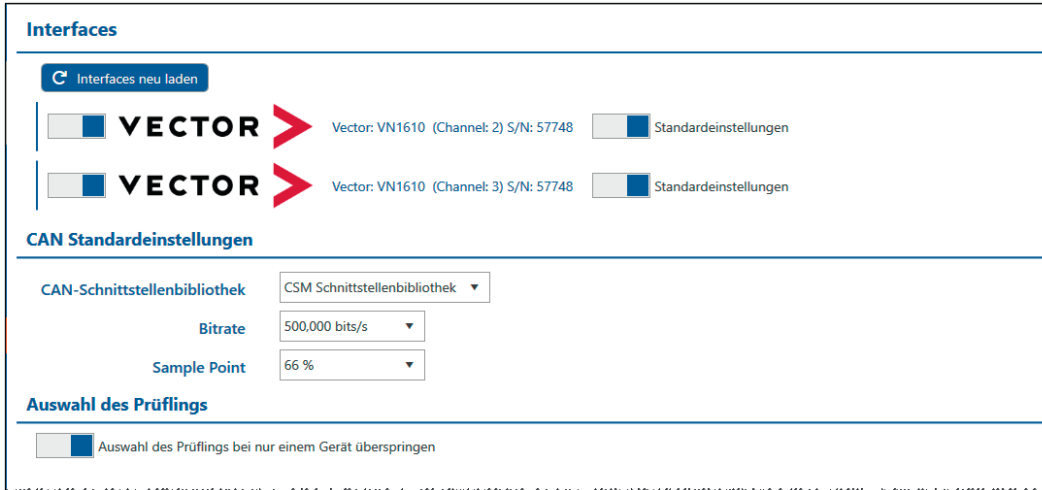 Interfaces
Interfaces neu laden
VECTOR Vector: VN1610 (Channel: 2) S/N: 57748 Standardeinstellungen
VECTOR Vector: VN1610 (Channel: 3) S/N: 57748 Standardeinstellungen
CAN Standardeinstellungen
CAN-Schnittstellenbibliothek CSM Schnittstellenbibliothek
Bitrate 500,000 bits/s
Sample Point 66 %
Auswahl des Prüflings
Auswahl des Prüflings bei nur einem Gerät überspringen